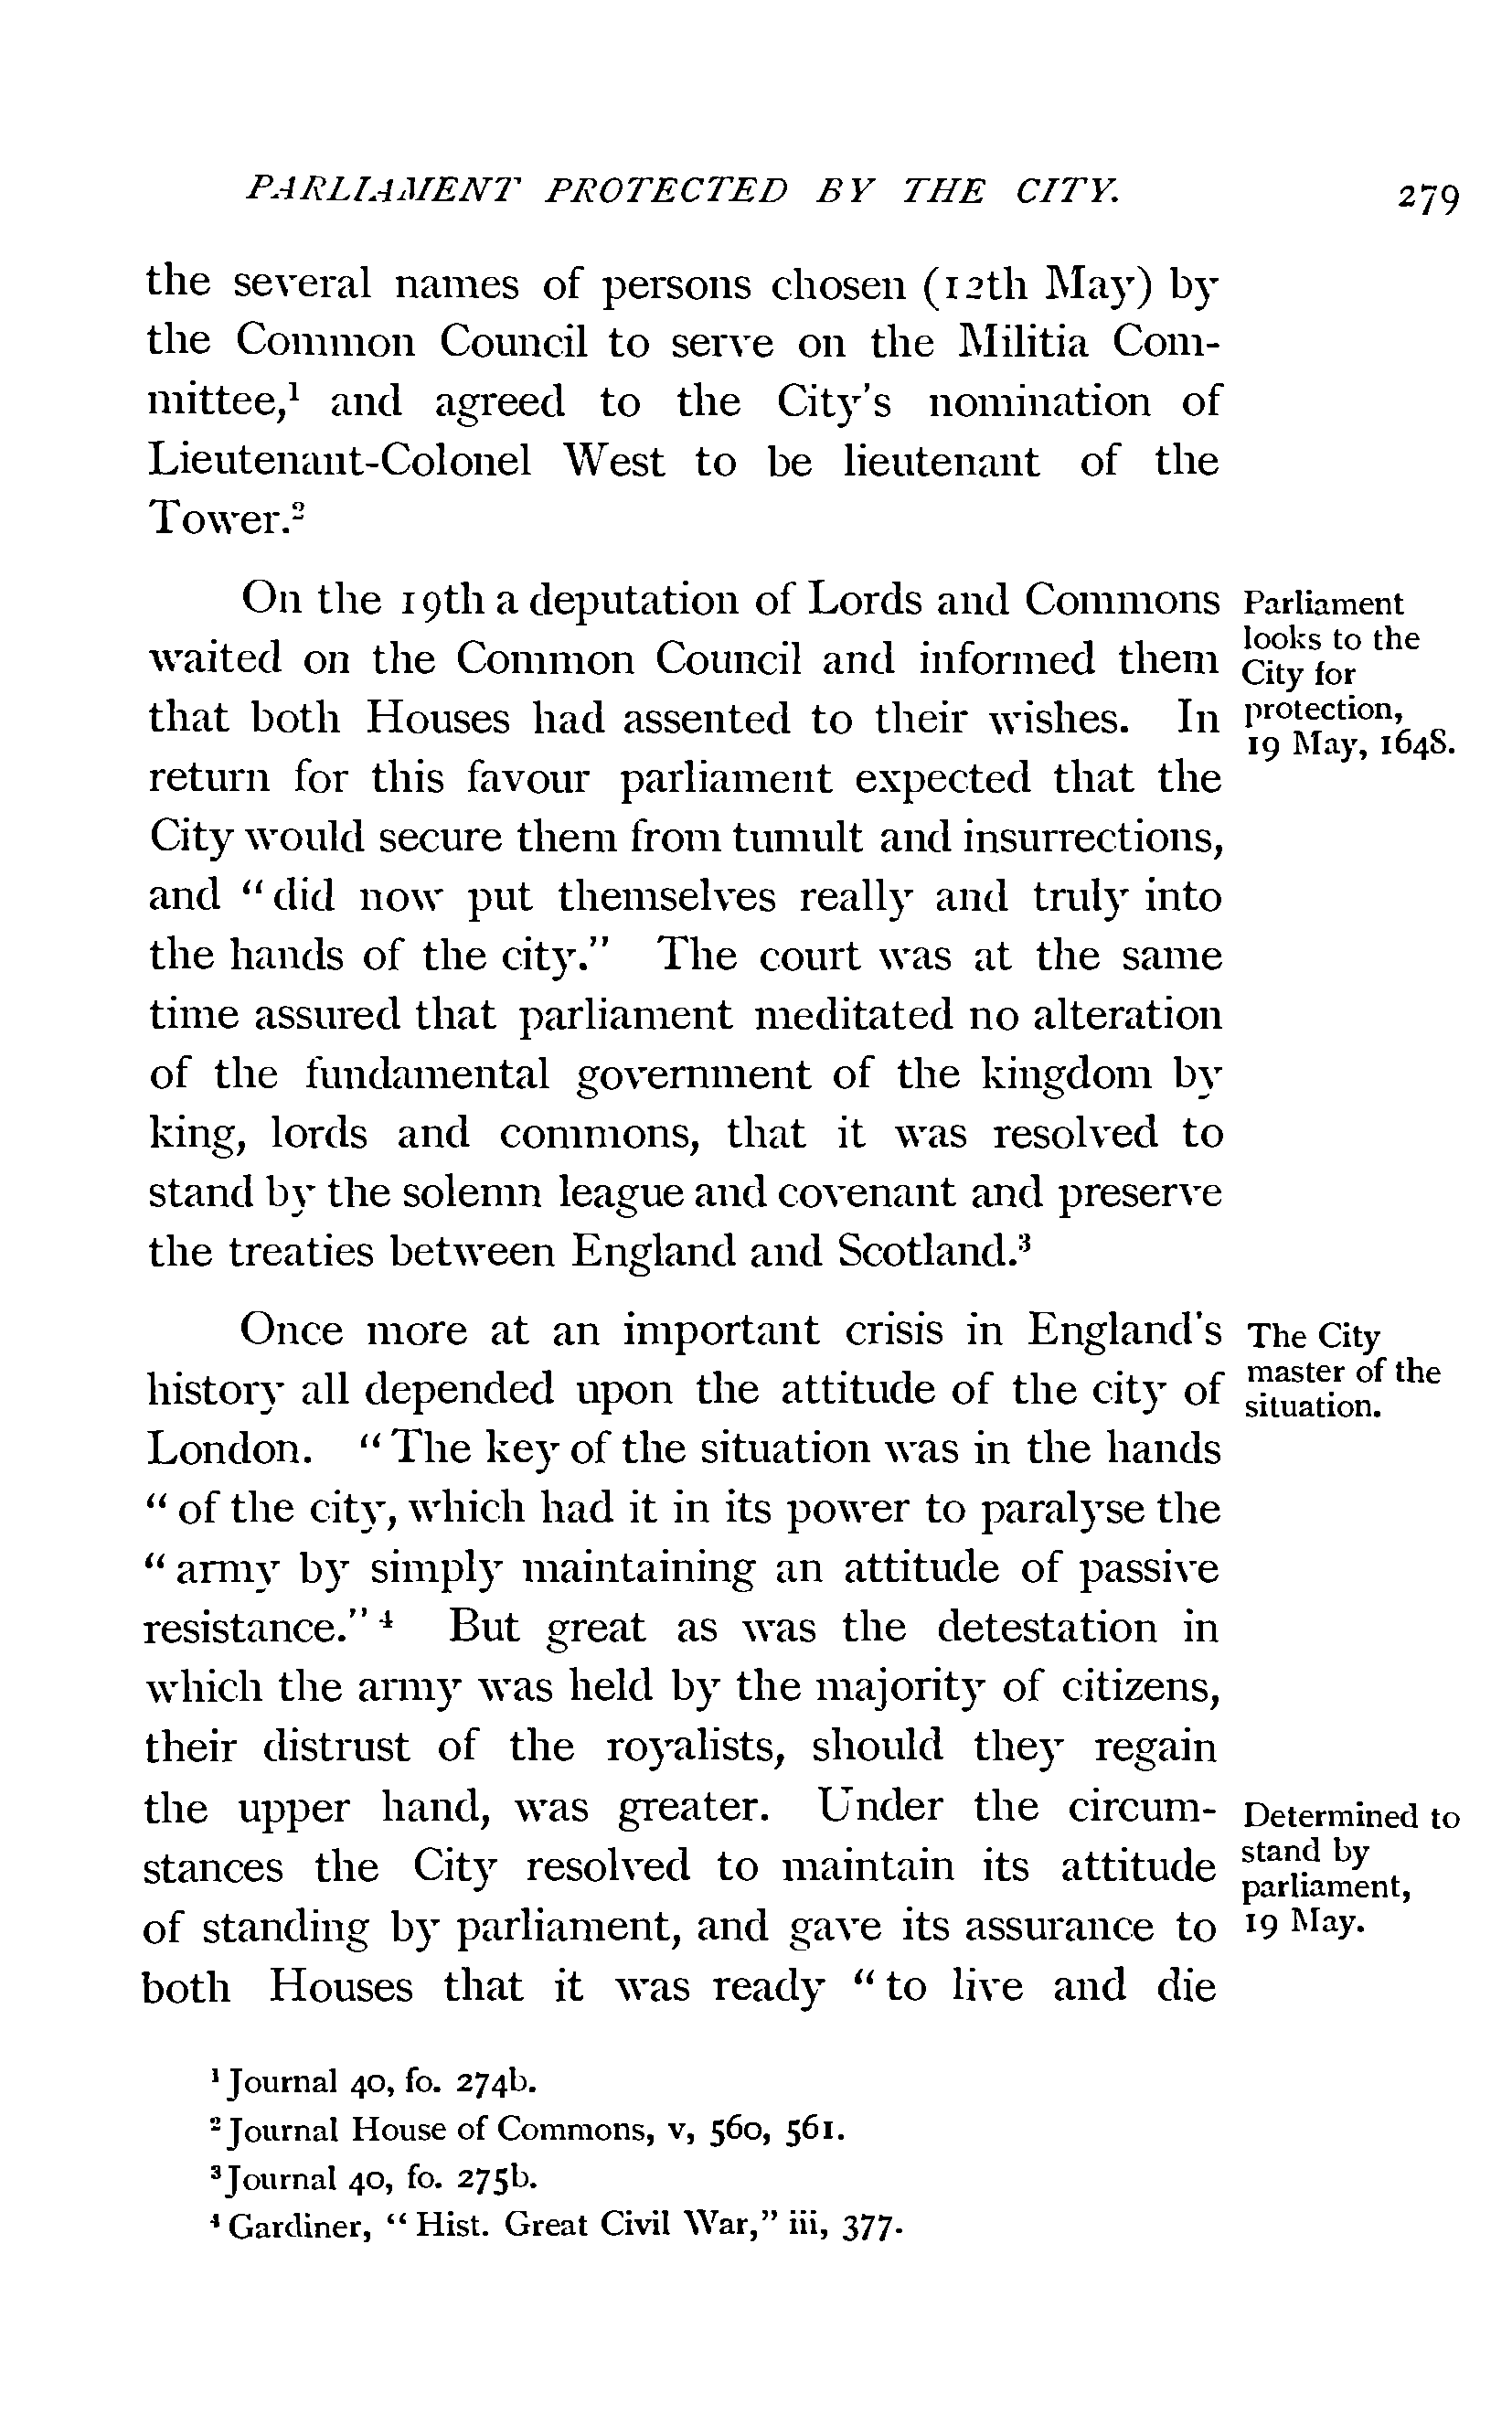 PARLIAMENT PROTECTED BY THE CITY. 279
the several names of persons chosen (12th May) by
the Common Council to serve on the Militia Com-
mittee,¹ and agreed to the City's nomination of
Lieutenant-Colonel West to be lieutenant of the
Tower.²
On the 19th a deputation of Lords and Commons
waited on the Common Council and informed them
that both Houses had assented to their wishes. In
return for this favour parliament expected that the
City would secure them from tumult and insurrections,
and "did now put themselves really and truly into
the hands of the city." The court was at the same
time assured that parliament meditated no alteration
of the fundamental government of the kingdom by
king, lords and commons, that it was resolved to
stand by the solemn league and covenant and preserve
the treaties between England and Scotland.³
Parliament
looks to the
City for
protection,
19 May, 1648.
Once more at an important crisis in England's
history all depended upon the attitude of the city of
London. "The key of the situation was in the hands
"of the city, which had it in its power to paralyse the
"army by simply maintaining an attitude of passive
resistance."⁴ But great as was the detestation in
which the army was held by the majority of citizens,
their distrust of the royalists, should they regain
the upper hand, was greater. Under the circum-
stances the City resolved to maintain its attitude
of standing by parliament, and gave its assurance to
both Houses that it was ready "to live and die
The City
master of the
situation.
Determined to
stand by
parliament,
19 May.
¹ Journal 40, fo. 274b.
² Journal House of Commons, v, 560, 561.
³ Journal 40, fo. 275b.
⁴ Gardiner, "Hist. Great Civil War," iii, 377.